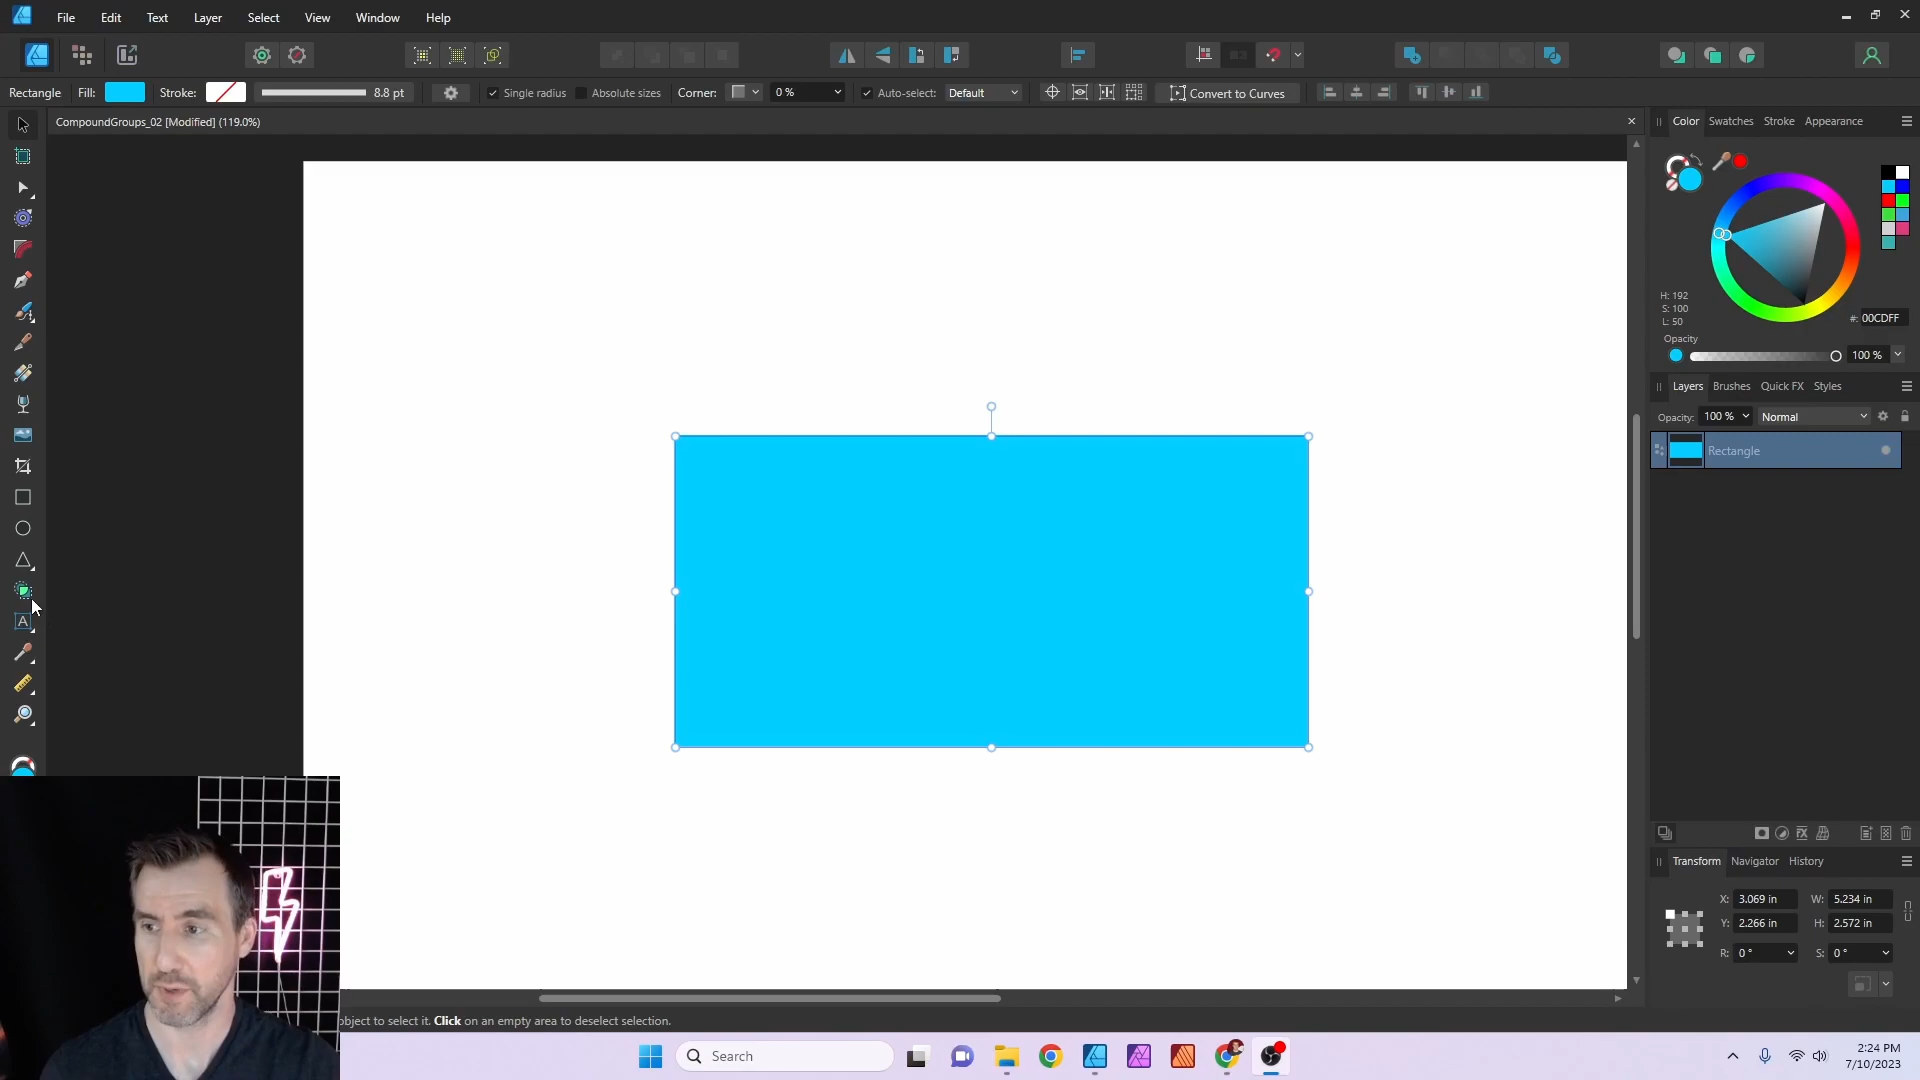 File Edit Text Layer Select View Window Help
Rectangle Fill: Stroke: 8.8 pt Single radius Absolute sizes Corner: 0 % Auto-select: Default Convert to Curves
CompoundGroups_02 [Modified] (119.0%)
Color Swatches Stroke Appearance
H: 192
S: 100
L: 50
#: 00CDFF
Opacity
100 %
Layers Brushes Quick FX Styles
Opacity: 100 % Normal
Rectangle
Transform Navigator History
X: 3.069 in W: 5.234 in
Y: 2.266 in H: 2.572 in
R: 0 ° S: 0 °
object to select it. Click on an empty area to deselect selection.
Search
2:24 PM
7/10/2023